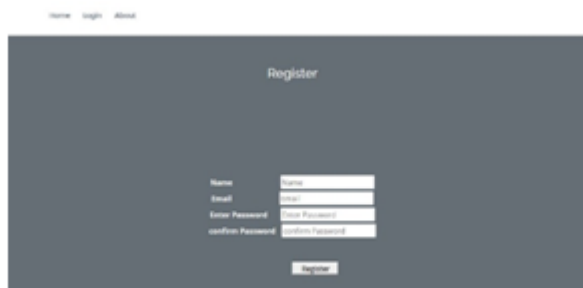 Home Login About
Register
Name Name
Email email
Enter Password Enter Password
confirm Password confirm Password
Register